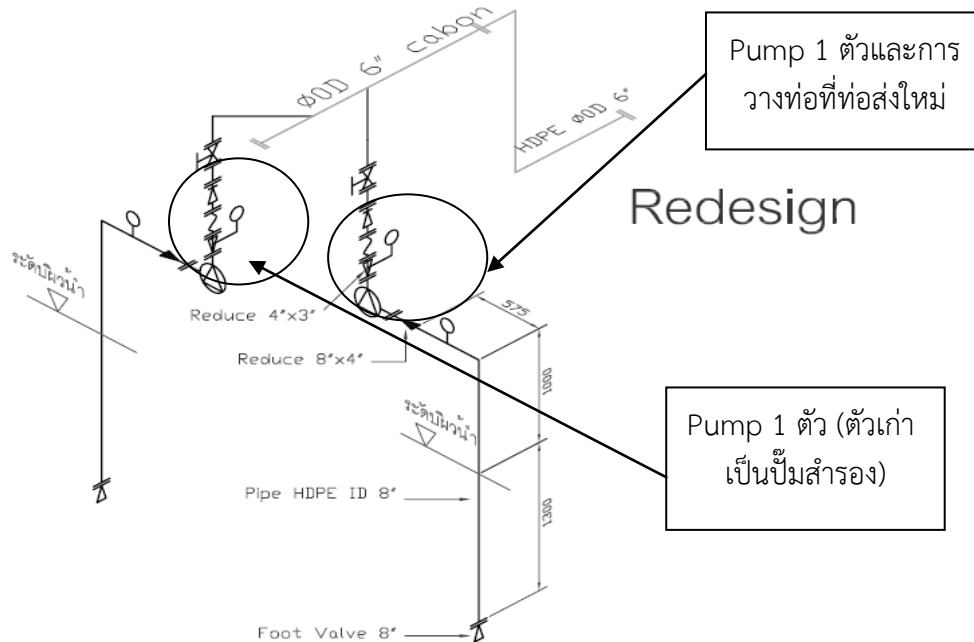 Pump 1 ตัวและการ
วางท่อที่ท่อส่งใหม่
ØOD 6" cabon
HDPE ØOD 6"
Redesign
ระดับผิวน้ำ
Reduce 4"x3"
575
Reduce 8"x4"
1000
ระดับผิวน้ำ
Pump 1 ตัว (ตัวเก่า
เป็นปั๊มสำรอง)
Pipe HDPE ID 8"
1300
Foot Valve 8"